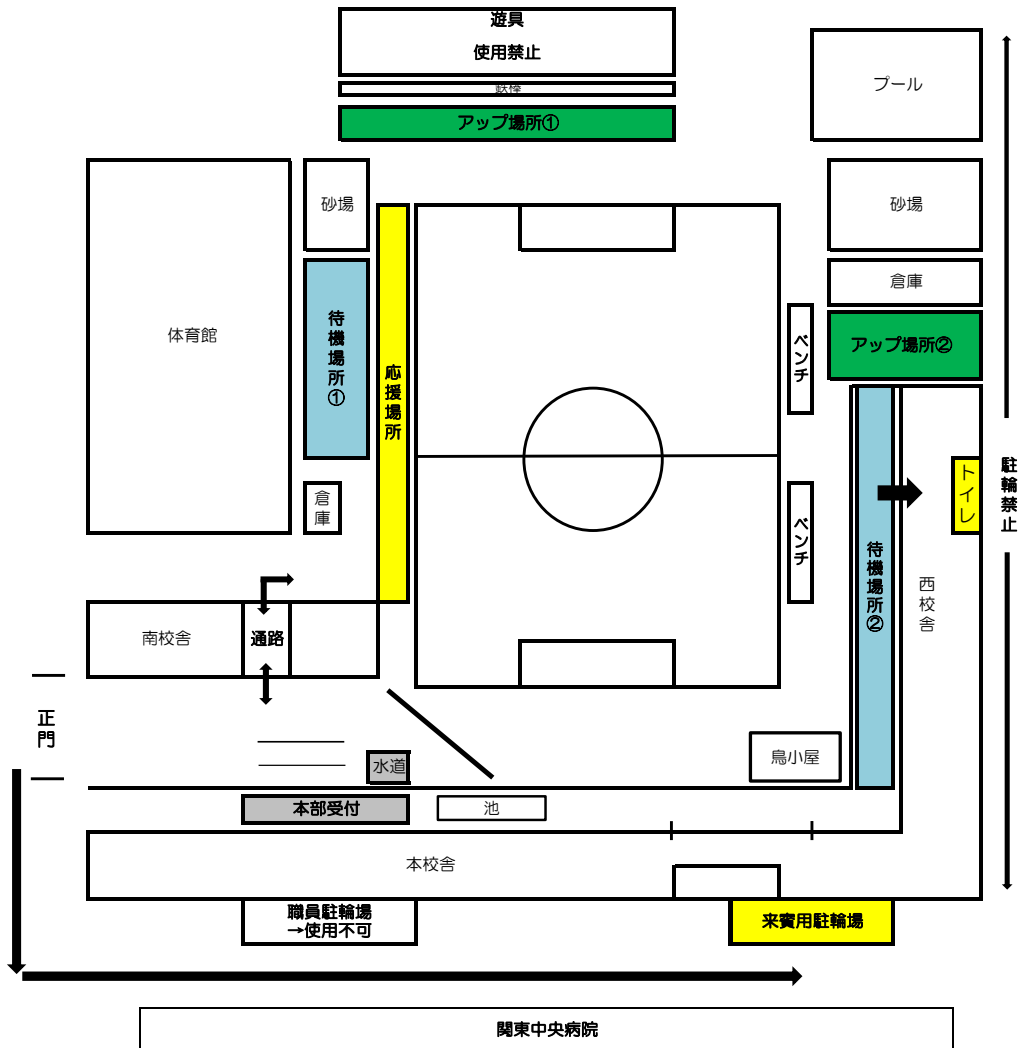 遊具
使用禁止
鉄棒
アップ場所①
プール
砂場
砂場
倉庫
体育館
待機場所①
応援場所
ベンチ
アップ場所②
トイレ
駐輪禁止
倉庫
ベンチ
待機場所②
西校舎
南校舎
通路
正門
水道
鳥小屋
本部受付
池
本校舎
職員駐輪場
→使用不可
来賓用駐輪場
関東中央病院